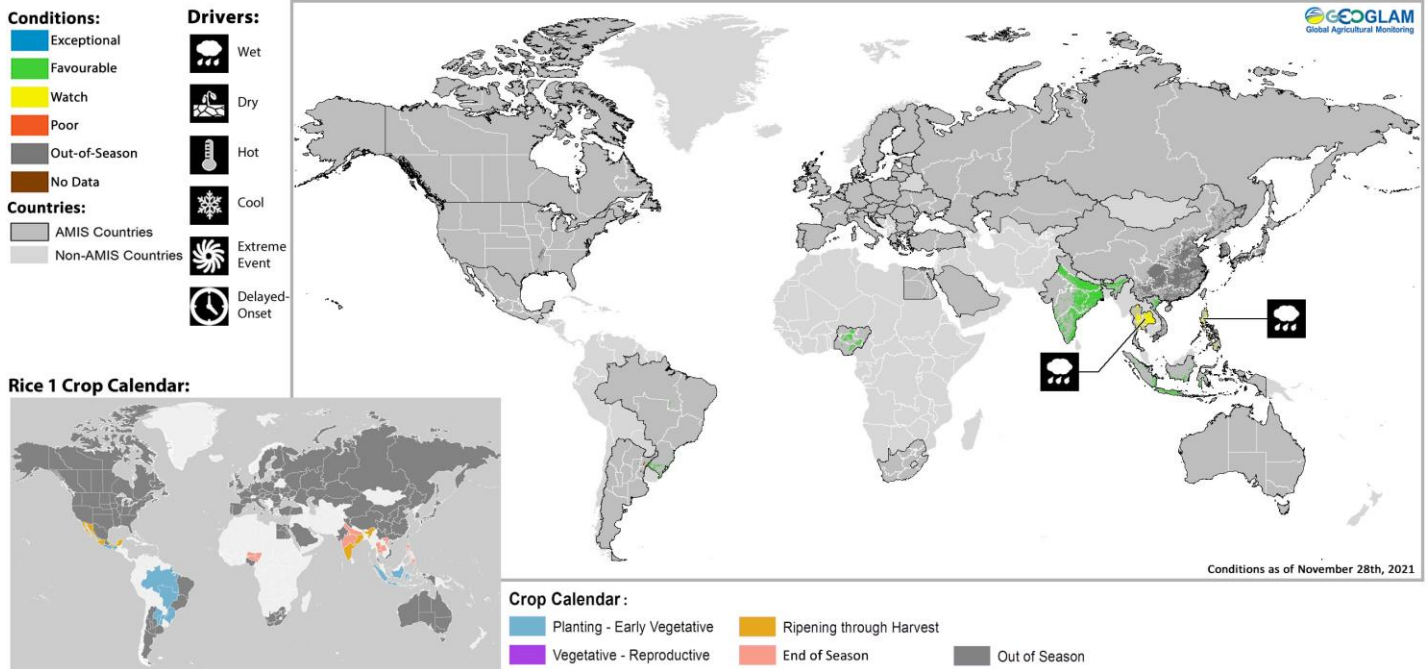 Conditions:
Exceptional
Favourable
Watch
Poor
Out-of-Season
No Data
Countries:
AMIS Countries
Non-AMIS Countries
Drivers:
Wet
Dry
Hot
Cool
Extreme
Event
Delayed-
Onset
GEOGLAM
Global Agricultural Monitoring
Conditions as of November 28th, 2021
Rice 1 Crop Calendar:
Crop Calendar :
Planting - Early Vegetative
Vegetative - Reproductive
Ripening through Harvest
End of Season
Out of Season